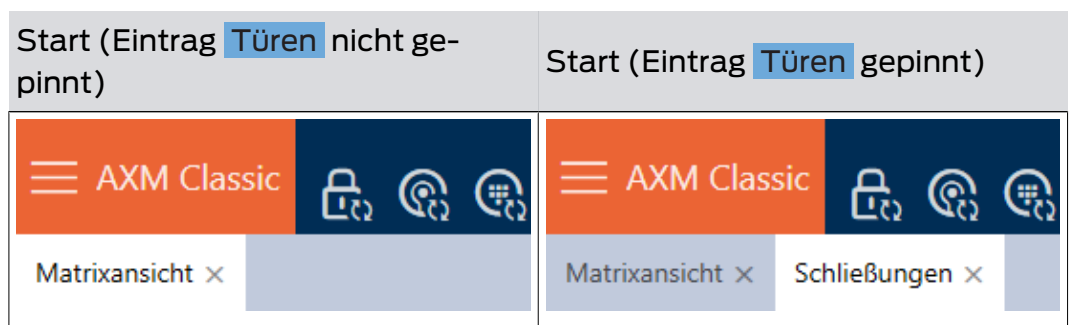 Start (Eintrag Türen nicht ge-
pinnt)
Start (Eintrag Türen gepinnt)
AXM Classic
Matrixansicht ×
AXM Classic
Matrixansicht × Schließungen ×